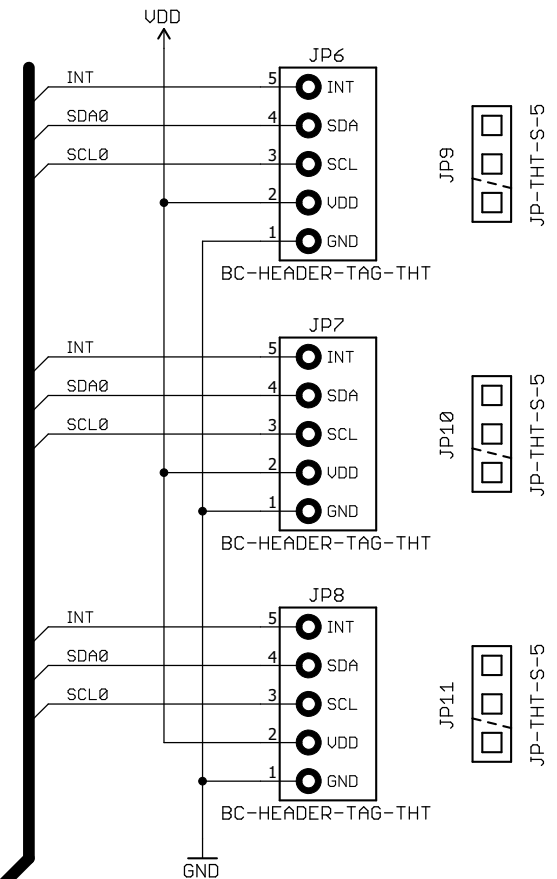 VDD
JP6
INT
5
INT
SDA0
4
SDA
SCL0
3
SCL
2
VDD
1
GND
BC-HEADER-TAG-THT
JP9
JP-THT-S-5
JP7
INT
5
INT
SDA0
4
SDA
SCL0
3
SCL
2
VDD
1
GND
BC-HEADER-TAG-THT
JP10
JP-THT-S-5
JP8
INT
5
INT
SDA0
4
SDA
SCL0
3
SCL
2
VDD
1
GND
BC-HEADER-TAG-THT
JP11
JP-THT-S-5
GND